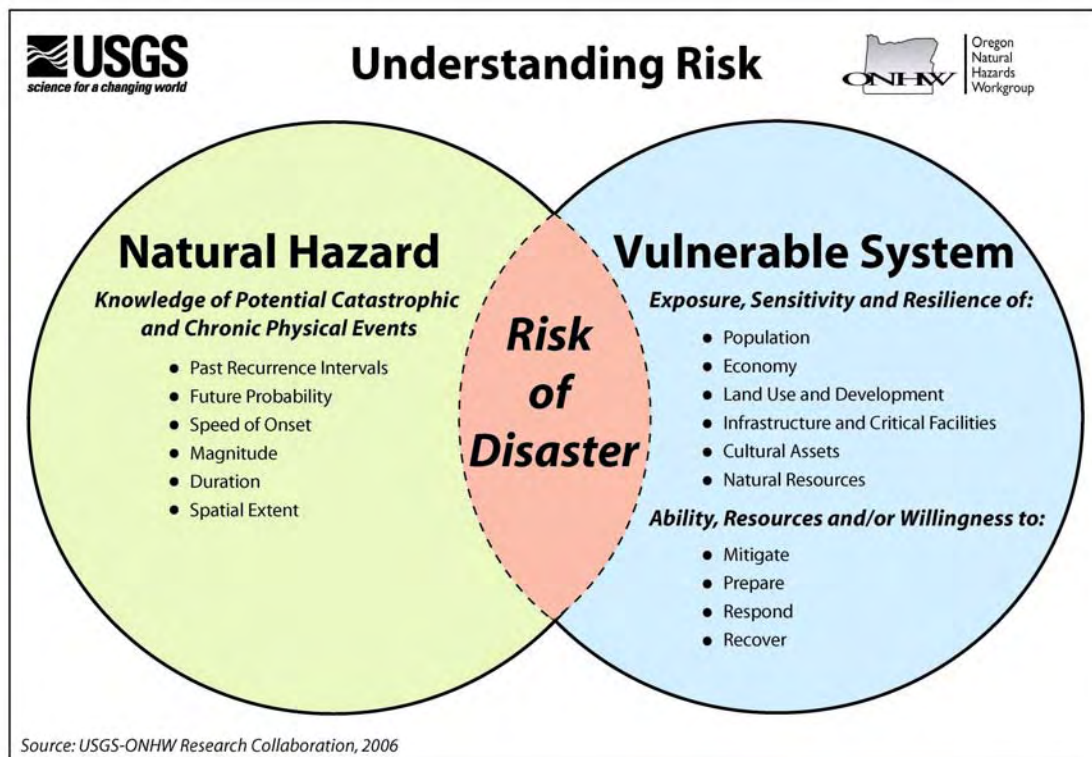 USGS
science for a changing world
Understanding Risk
ONHW
Oregon
Natural
Hazards
Workgroup
Natural Hazard
Knowledge of Potential Catastrophic
and Chronic Physical Events
• Past Recurrence Intervals
• Future Probability
• Speed of Onset
• Magnitude
• Duration
• Spatial Extent
Risk
of
Disaster
Vulnerable System
Exposure, Sensitivity and Resilience of:
• Population
• Economy
• Land Use and Development
• Infrastructure and Critical Facilities
• Cultural Assets
• Natural Resources
Ability, Resources and/or Willingness to:
• Mitigate
• Prepare
• Respond
• Recover
Source: USGS-ONHW Research Collaboration, 2006